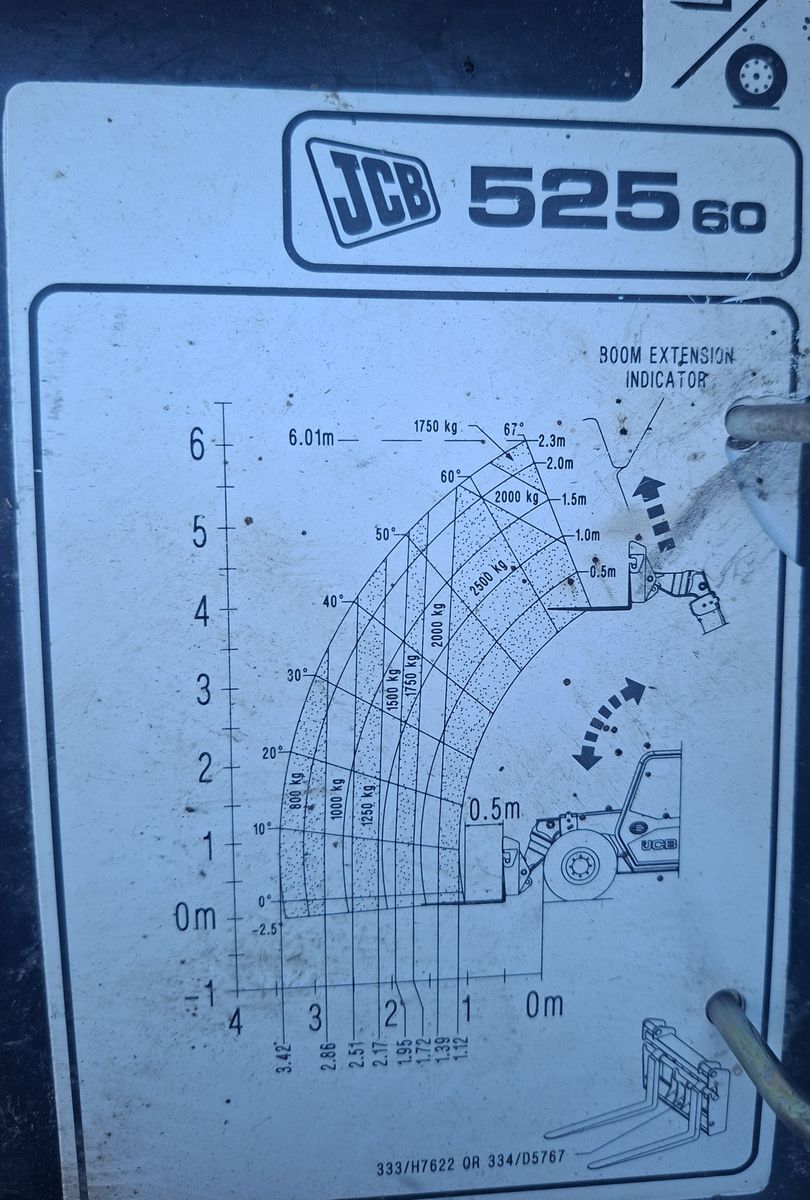 JCB 525 60
BOOM EXTENSION
INDICATOR
1750 kg
67°
6.01m
2.3m
2.0m
60°
2000 kg
1.5m
50°
1.0m
2500 kg
0.5m
40°
2000 kg
30°
1750 kg
1500 kg
20°
800 kg
1000 kg
1250 kg
0.5m
10°
JCB
0°
-2.5°
6
5
4
3
2
1
0m
-1
4
3
2
1
0m
3.42
2.86
2.51
2.17
1.95
1.72
1.39
1.12
333/H7622 OR 334/D5767